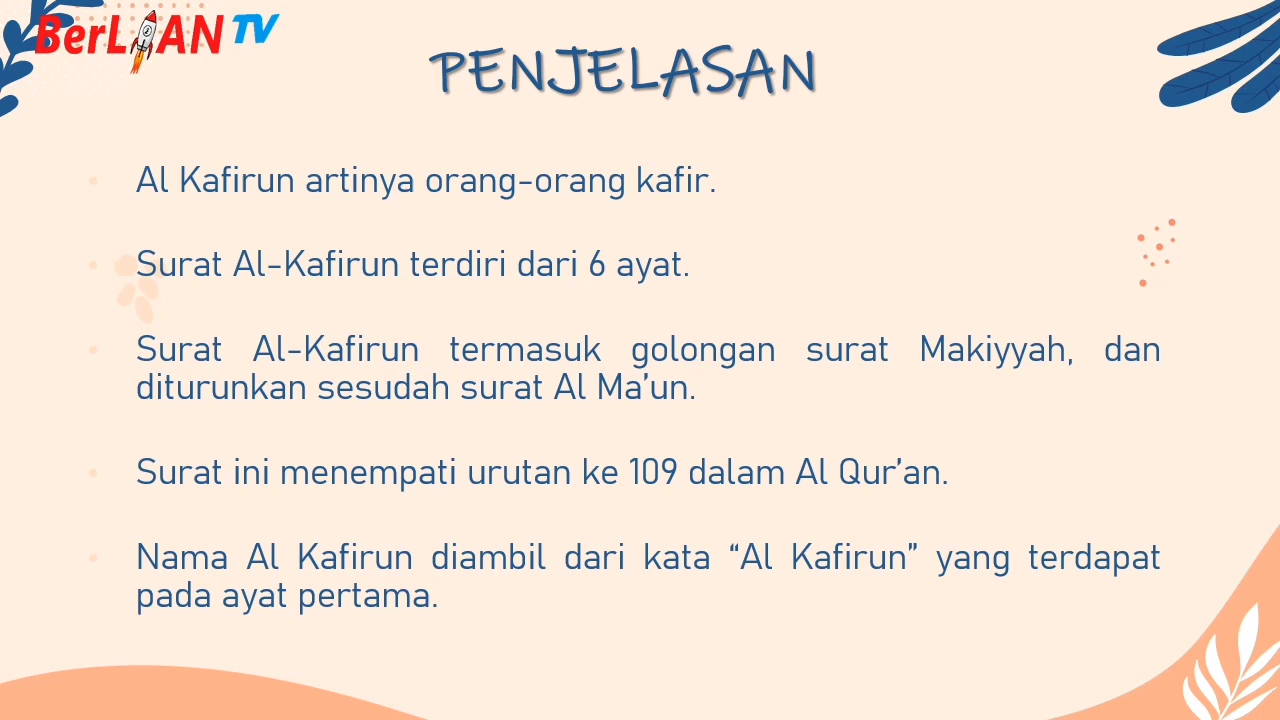 BerLIAN TV
PENJELASAN
Al Kafirun artinya orang-orang kafir.
Surat Al-Kafirun terdiri dari 6 ayat.
Surat Al-Kafirun termasuk golongan surat Makiyyah, dan
diturunkan sesudah surat Al Ma'un.
Surat ini menempati urutan ke 109 dalam Al Qur'an.
Nama Al Kafirun diambil dari kata “Al Kafirun” yang terdapat
pada ayat pertama.